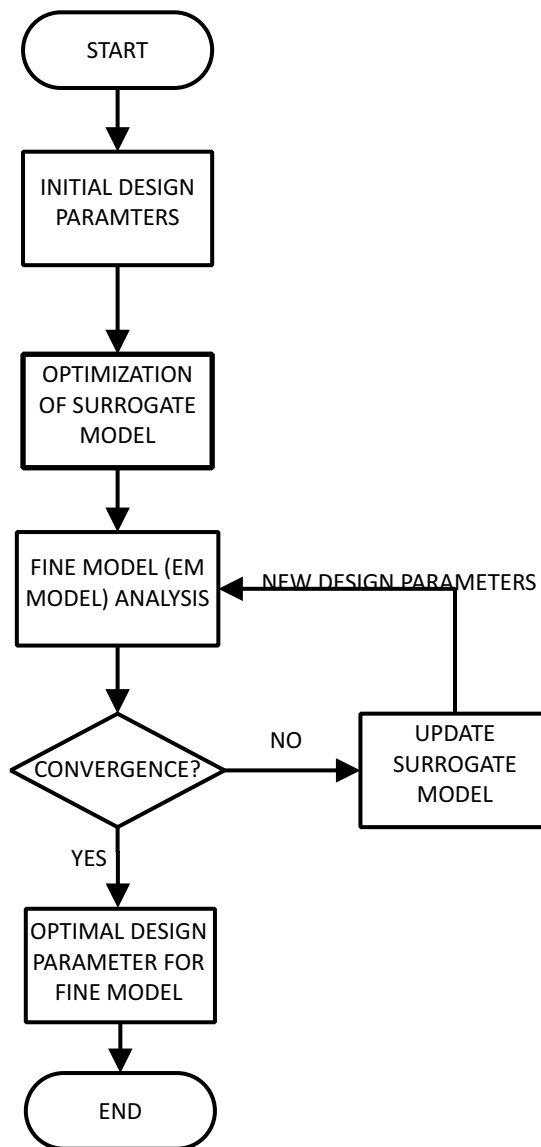 START
INITIAL DESIGN
PARAMTERS
OPTIMIZATION
OF SURROGATE
MODEL
FINE MODEL (EM
MODEL) ANALYSIS
NEW DESIGN PARAMETERS
CONVERGENCE?
NO
UPDATE
SURROGATE
MODEL
YES
OPTIMAL DESIGN
PARAMETER FOR
FINE MODEL
END